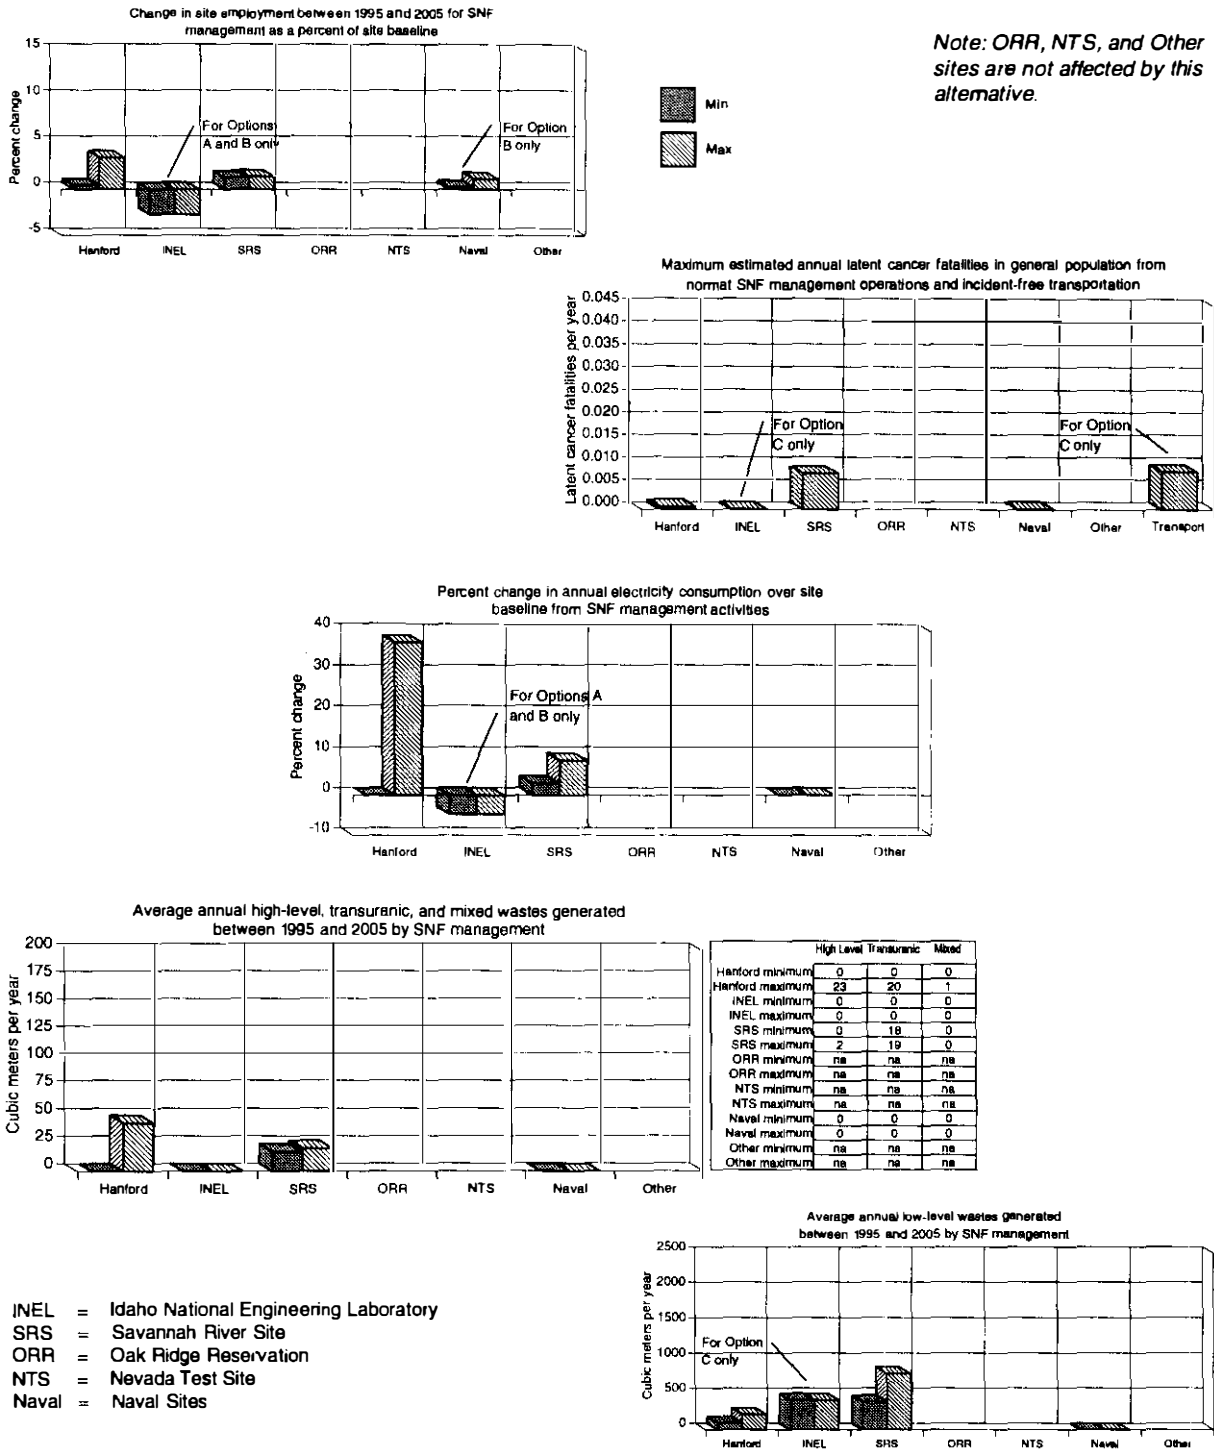 Change in site employment between 1995 and 2005 for SNF
management as a percent of site baseline
15
10
5
0
-5
Percent change
For Options
A and B only
For Option
B only
Hanford INEL SRS ORR NTS Naval Other
Min
Max
Note: ORR, NTS, and Other
sites are not affected by this
alternative.
Maximum estimated annual latent cancer fatalities in general population from
normal SNF management operations and incident-free transportation
Latent cancer fatalities per year
0.045
0.040
0.035
0.030
0.025
0.020
0.015
0.010
0.005
0.000
For Option
C only
For Option
C only
Hanford INEL SRS ORR NTS Naval Other Transport
Percent change in annual electricity consumption over site
baseline from SNF management activities
Percent change
40
30
20
10
0
-10
For Options A
and B only
Hanford INEL SRS ORR NTS Naval Other
Average annual high-level, transuranic, and mixed wastes generated
between 1995 and 2005 by SNF management
Cubic meters per year
200
175
150
125
100
75
50
25
0
Hanford INEL SRS ORR NTS Naval Other
High Level Transuranic Mixed
Hanford minimum 0 0 0
Hanford maximum 23 20 1
INEL minimum 0 0 0
INEL maximum 0 0 0
SRS minimum 0 18 0
SRS maximum 2 19 0
ORR minimum na na na
ORR maximum na na na
NTS minimum na na na
NTS maximum na na na
Naval minimum 0 0 0
Naval maximum 0 0 0
Other minimum na na na
Other maximum na na na
Average annual low-level wastes generated
between 1995 and 2005 by SNF management
Cubic meters per year
2500
2000
1500
1000
500
0
For Option
C only
Hanford INEL SRS ORR NTS Naval Other
INEL = Idaho National Engineering Laboratory
SRS = Savannah River Site
ORR = Oak Ridge Reservation
NTS = Nevada Test Site
Naval = Naval Sites